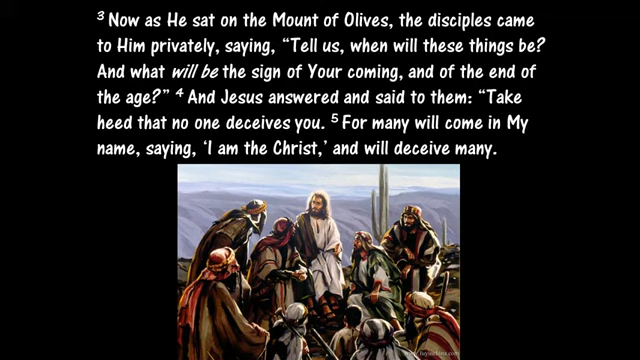 3 Now as He sat on the Mount of Olives, the disciples came
to Him privately, saying, “Tell us, when will these things be?
And what will be the sign of Your coming, and of the end of
the age?” 4 And Jesus answered and said to them: “Take
heed that no one deceives you. 5 For many will come in My
name, saying, ‘I am the Christ,’ and will deceive many.